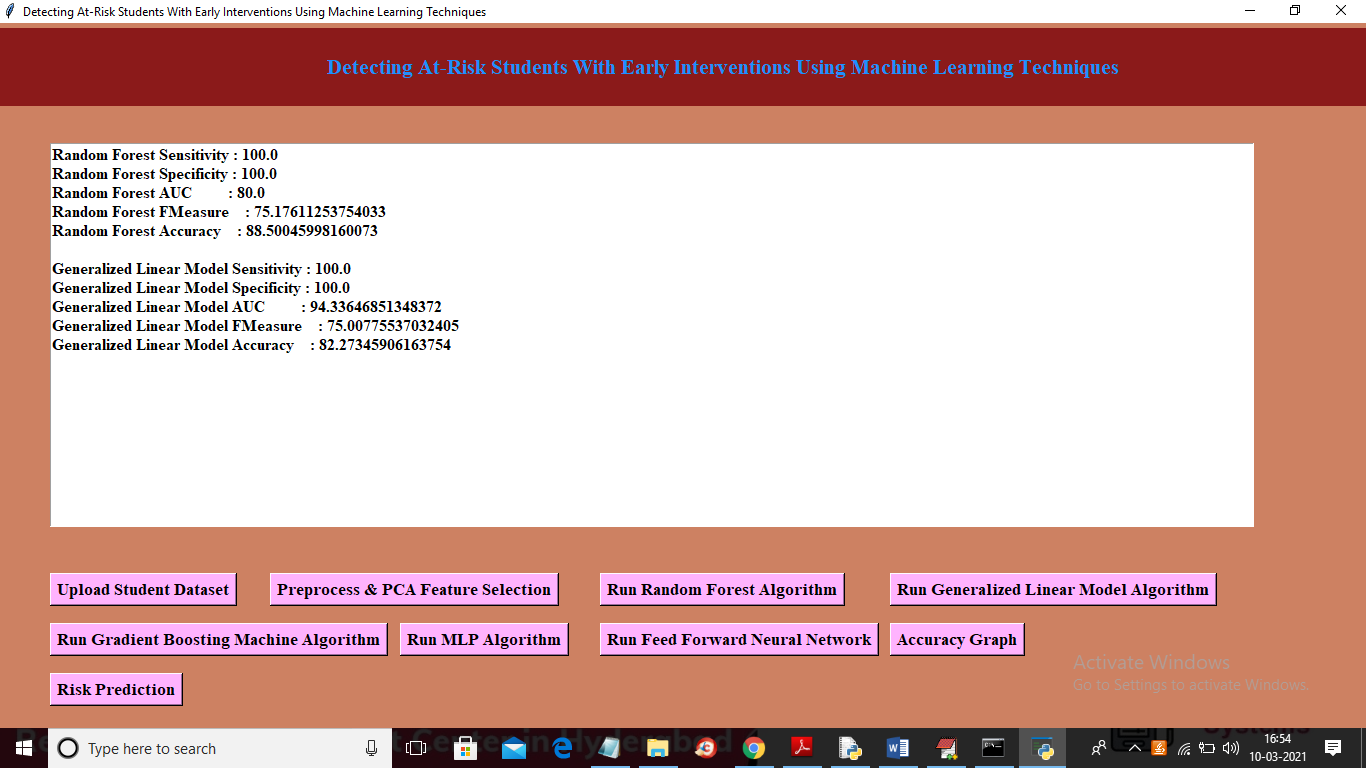 Detecting At-Risk Students With Early Interventions Using Machine Learning Techniques
Detecting At-Risk Students With Early Interventions Using Machine Learning Techniques
Random Forest Sensitivity : 100.0
Random Forest Specificity : 100.0
Random Forest AUC : 80.0
Random Forest FMeasure : 75.17611253754033
Random Forest Accuracy : 88.50045998160073
Generalized Linear Model Sensitivity : 100.0
Generalized Linear Model Specificity : 100.0
Generalized Linear Model AUC : 94.33646851348372
Generalized Linear Model FMeasure : 75.00775537032405
Generalized Linear Model Accuracy : 82.27345906163754
Upload Student Dataset
Preprocess & PCA Feature Selection
Run Random Forest Algorithm
Run Generalized Linear Model Algorithm
Run Gradient Boosting Machine Algorithm
Run MLP Algorithm
Run Feed Forward Neural Network
Accuracy Graph
Activate Windows
Go to Settings to activate Windows.
Risk Prediction
Type here to search
16:54
10-03-2021